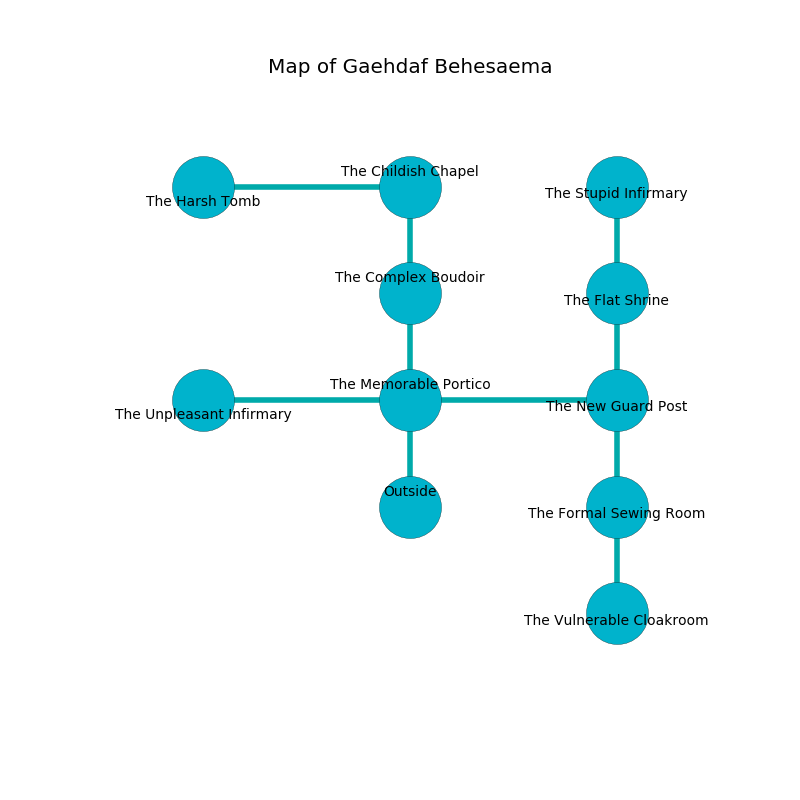 Map of Gaehdaf Behesaema
The Childish Chapel
The Stupid Infirmary
The Harsh Tomb
The Complex Boudoir
The Flat Shrine
The Memorable Portico
The New Guard Post
The Unpleasant Infirmary
Outside
The Formal Sewing Room
The Vulnerable Cloakroom